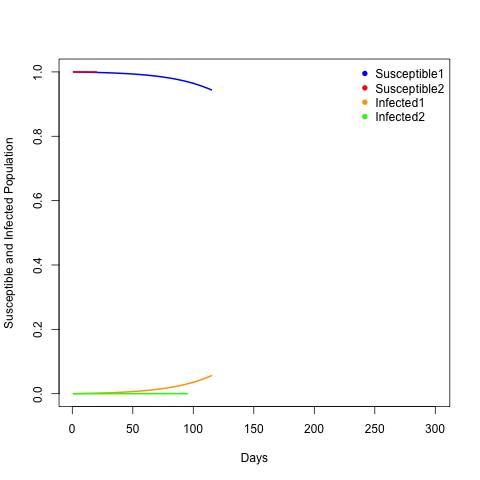 Susceptible1
Susceptible2
Infected1
Infected2
Susceptible and Infected Population
1.0
0.8
0.6
0.4
0.2
0.0
0 50 100 150 200 250 300
Days